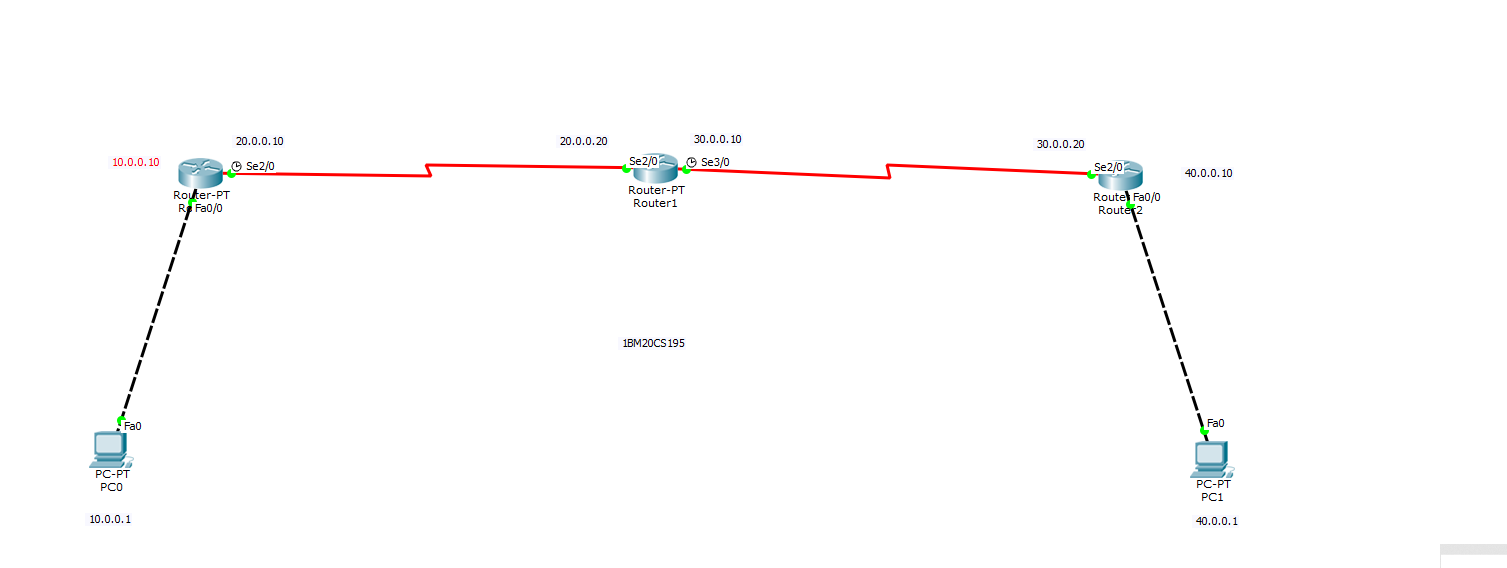 20.0.0.10
20.0.0.20
30.0.0.10
30.0.0.20
10.0.0.10
Se2/0
Se2/0
Se3/0
Se2/0
40.0.0.10
Router-PT
Fa0/0
Router-PT
Router1
Fa0/0
Router2
1BM20CS195
Fa0
PC-PT
PC0
10.0.0.1
Fa0
PC-PT
PC1
40.0.0.1